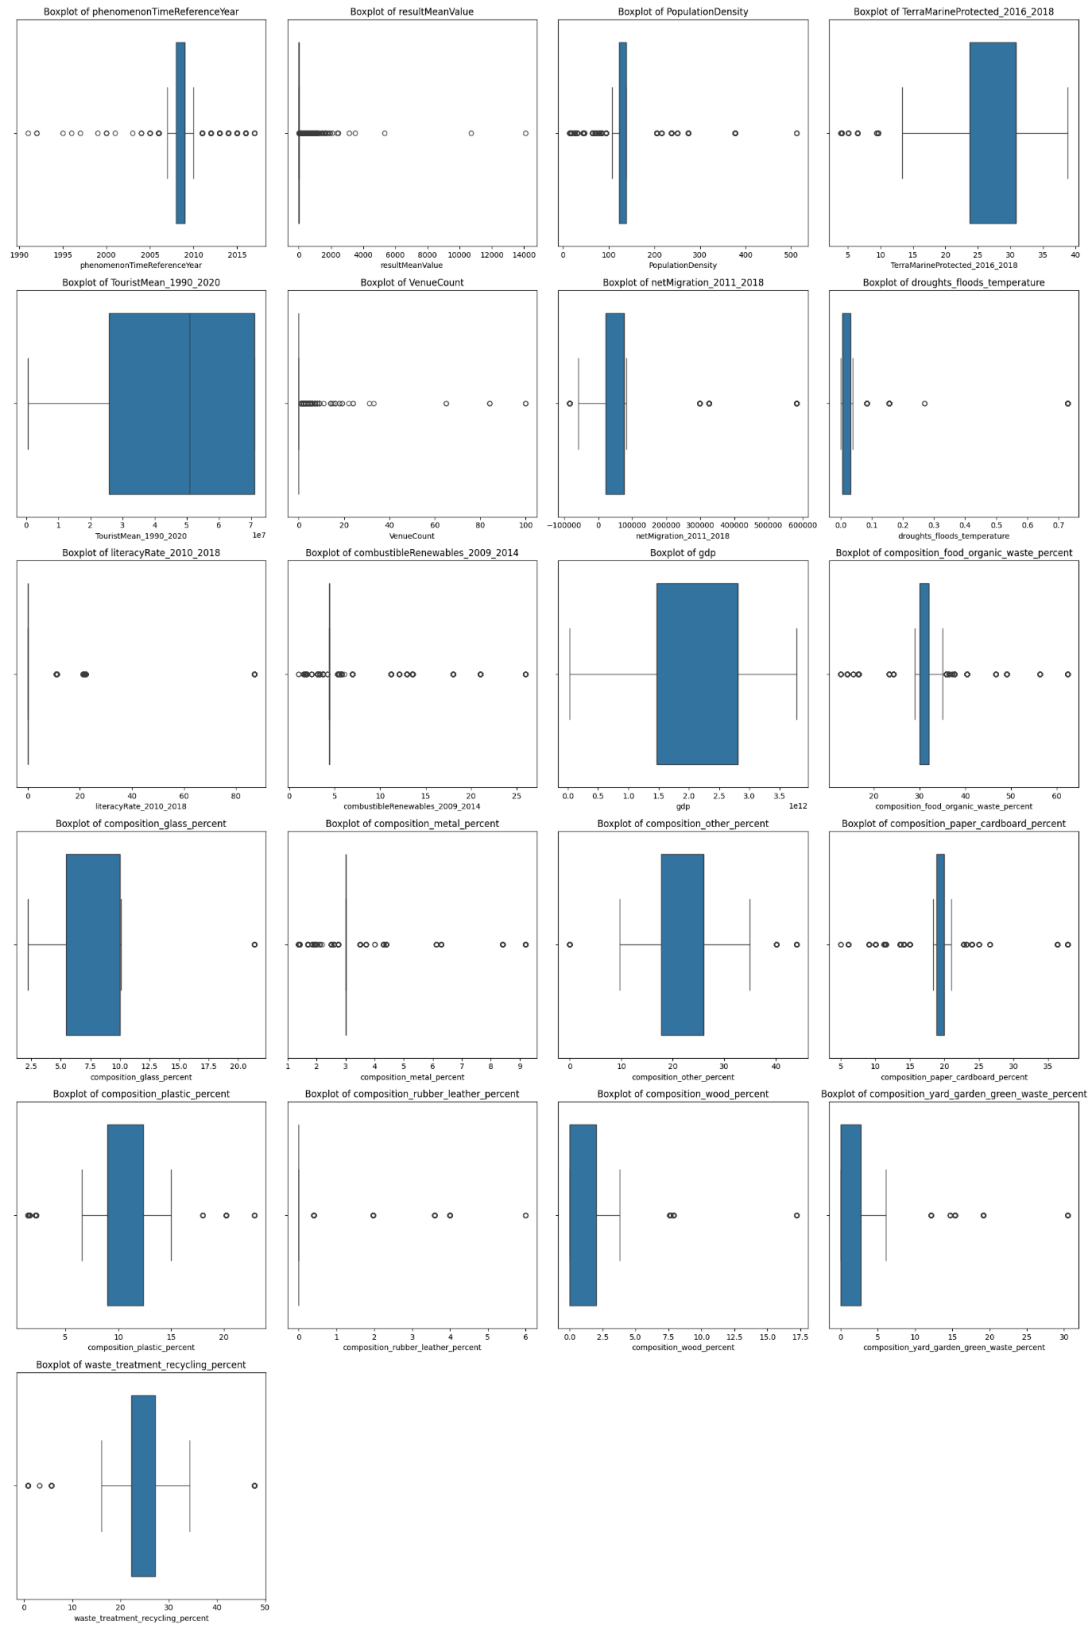 Boxplot of phenomenonTimeReferenceYear
1990 1995 2000 2005 2010 2015
phenomenonTimeReferenceYear
Boxplot of resultMeanValue
0 2000 4000 6000 8000 10000 12000 14000
resultMeanValue
Boxplot of PopulationDensity
0 100 200 300 400 500
PopulationDensity
Boxplot of TerraMarineProtected_2016_2018
5 10 15 20 25 30 35 40
TerraMarineProtected_2016_2018
Boxplot of TouristMean_1990_2020
0 1 2 3 4 5 6 7
1e7
TouristMean_1990_2020
Boxplot of VenueCount
0 20 40 60 80 100
VenueCount
Boxplot of netMigration_2011_2018
−100000 0 100000 200000 300000 400000 500000 600000
netMigration_2011_2018
Boxplot of droughts_floods_temperature
0.0 0.1 0.2 0.3 0.4 0.5 0.6 0.7
droughts_floods_temperature
Boxplot of literacyRate_2010_2018
0 20 40 60 80
literacyRate_2010_2018
Boxplot of combustibleRenewables_2009_2014
0 5 10 15 20 25
combustibleRenewables_2009_2014
Boxplot of gdp
0.0 0.5 1.0 1.5 2.0 2.5 3.0 3.5
1e12
gdp
Boxplot of composition_food_organic_waste_percent
20 30 40 50 60
composition_food_organic_waste_percent
Boxplot of composition_glass_percent
2.5 5.0 7.5 10.0 12.5 15.0 17.5 20.0
composition_glass_percent
Boxplot of composition_metal_percent
1 2 3 4 5 6 7 8 9
composition_metal_percent
Boxplot of composition_other_percent
0 10 20 30 40
composition_other_percent
Boxplot of composition_paper_cardboard_percent
5 10 15 20 25 30 35
composition_paper_cardboard_percent
Boxplot of composition_plastic_percent
5 10 15 20
composition_plastic_percent
Boxplot of composition_rubber_leather_percent
0 1 2 3 4 5 6
composition_rubber_leather_percent
Boxplot of composition_wood_percent
0.0 2.5 5.0 7.5 10.0 12.5 15.0 17.5
composition_wood_percent
Boxplot of composition_yard_garden_green_waste_percent
0 5 10 15 20 25 30
composition_yard_garden_green_waste_percent
Boxplot of waste_treatment_recycling_percent
0 10 20 30 40 50
waste_treatment_recycling_percent